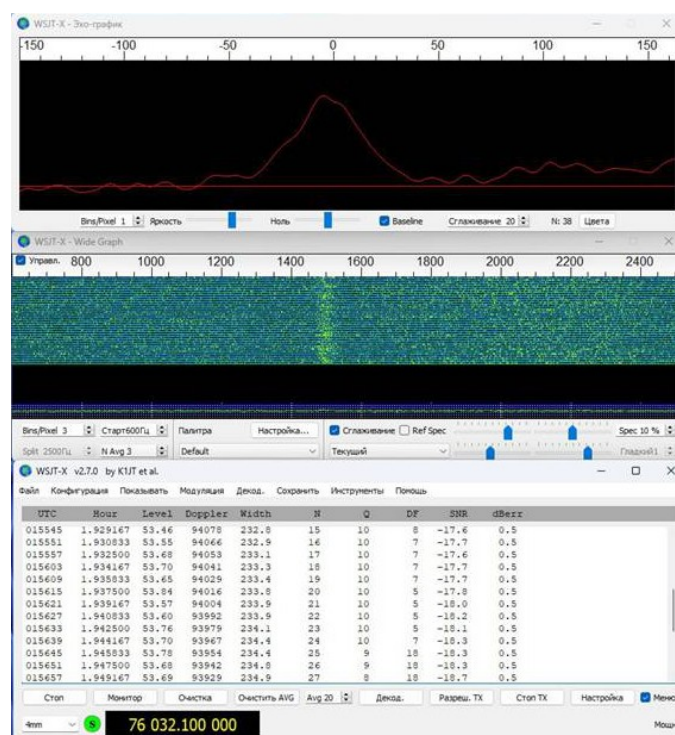 WSJT-X - Эхо-график
-150 -100 -50 0 50 100 150
Bins/Pixel 1 Яркость Ноль Baseline Сглаживание 20 N: 38 Цвета
WSJT-X - Wide Graph
Управл. 800 1000 1200 1400 1600 1800 2000 2200 2400
Bins/Pixel 3 Старт600Гц Палитра Настройка... Сглаживание Ref Spec Spec 10 %
Split 2500Гц N Avg 3 Default Текущий Гладкий1
WSJT-X v2.7.0 by K1JT et al.
Файл Конфигурация Показывать Модуляция Декод. Сохранить Инструменты Помощь
UTC Hour Level Doppler Width N Q DF SNR dBerr
015545 1.929167 53.46 94078 232.8 15 10 8 -17.6 0.5
015551 1.930833 53.55 94066 232.9 16 10 7 -17.7 0.5
015557 1.932500 53.68 94053 233.1 17 10 7 -17.6 0.5
015603 1.934167 53.70 94041 233.3 18 10 7 -17.7 0.5
015609 1.935833 53.65 94029 233.4 19 10 7 -17.7 0.5
015615 1.937500 53.84 94016 233.8 20 10 5 -17.8 0.5
015621 1.939167 53.57 94004 233.9 21 10 5 -18.0 0.5
015627 1.940833 53.60 93992 233.9 22 10 5 -18.2 0.5
015633 1.942500 53.76 93979 234.1 23 10 5 -18.1 0.5
015639 1.944167 53.70 93967 234.4 24 10 7 -18.3 0.5
015645 1.945833 53.78 93954 234.4 25 9 18 -18.3 0.5
015651 1.947500 53.68 93942 234.8 26 9 18 -18.3 0.5
015657 1.949167 53.69 93929 234.9 27 8 18 -18.7 0.5
Стоп Монитор Очистка Очистить AVG Avg 20 Декод. Разреш. TX Стоп TX Настройка Меню
4mm S 76 032.100 000